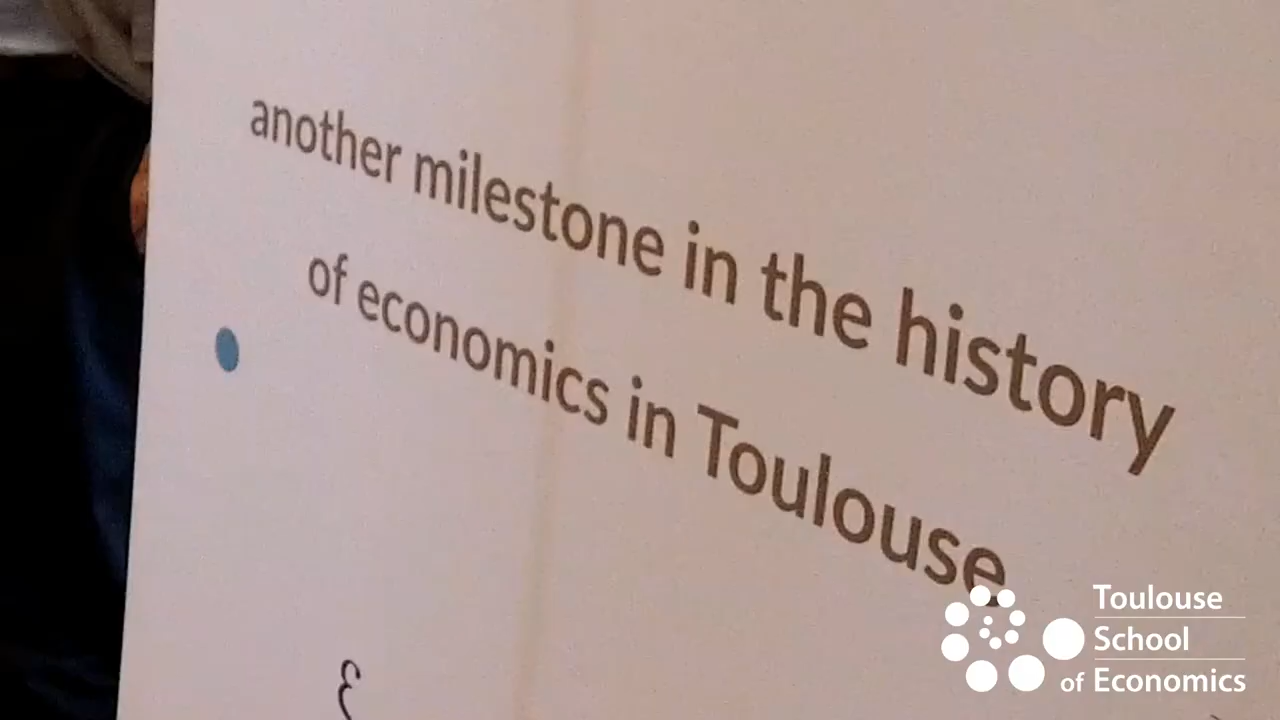 another milestone in the history
of economics in Toulouse
ε
Toulouse
School
of Economics